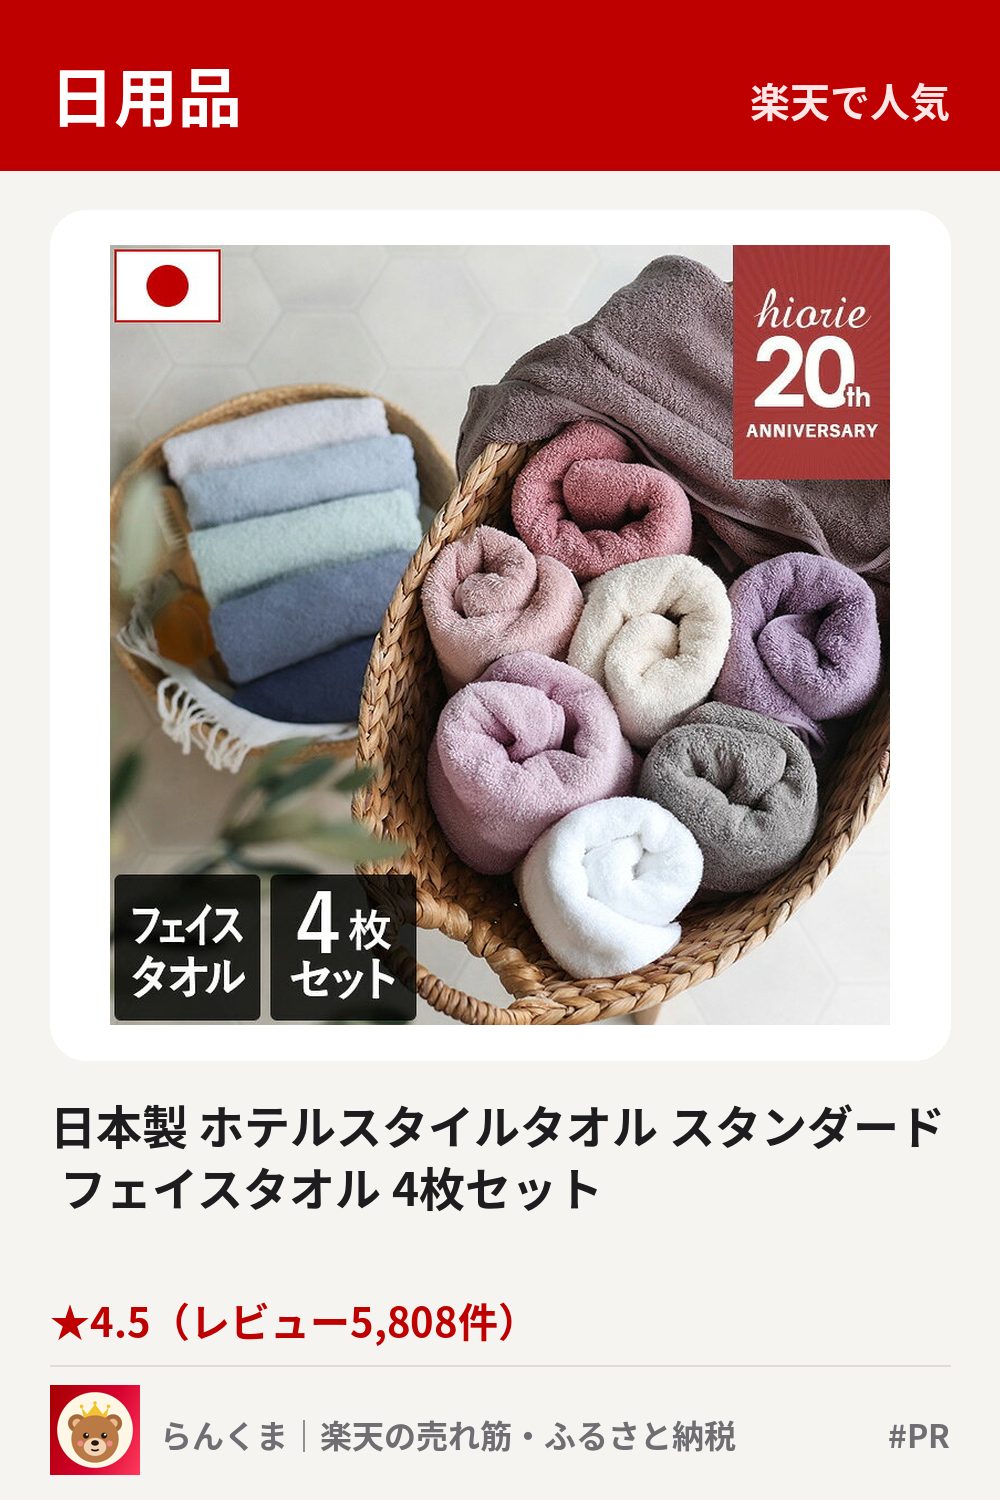 日用品
楽天で人気
hiorie
20th
ANNIVERSARY
フェイス
タオル
4枚
セット
日本製 ホテルスタイルタオル スタンダード
フェイスタオル 4枚セット
★4.5（レビュー5,808件）
らんくま｜楽天の売れ筋・ふるさと納税
#PR